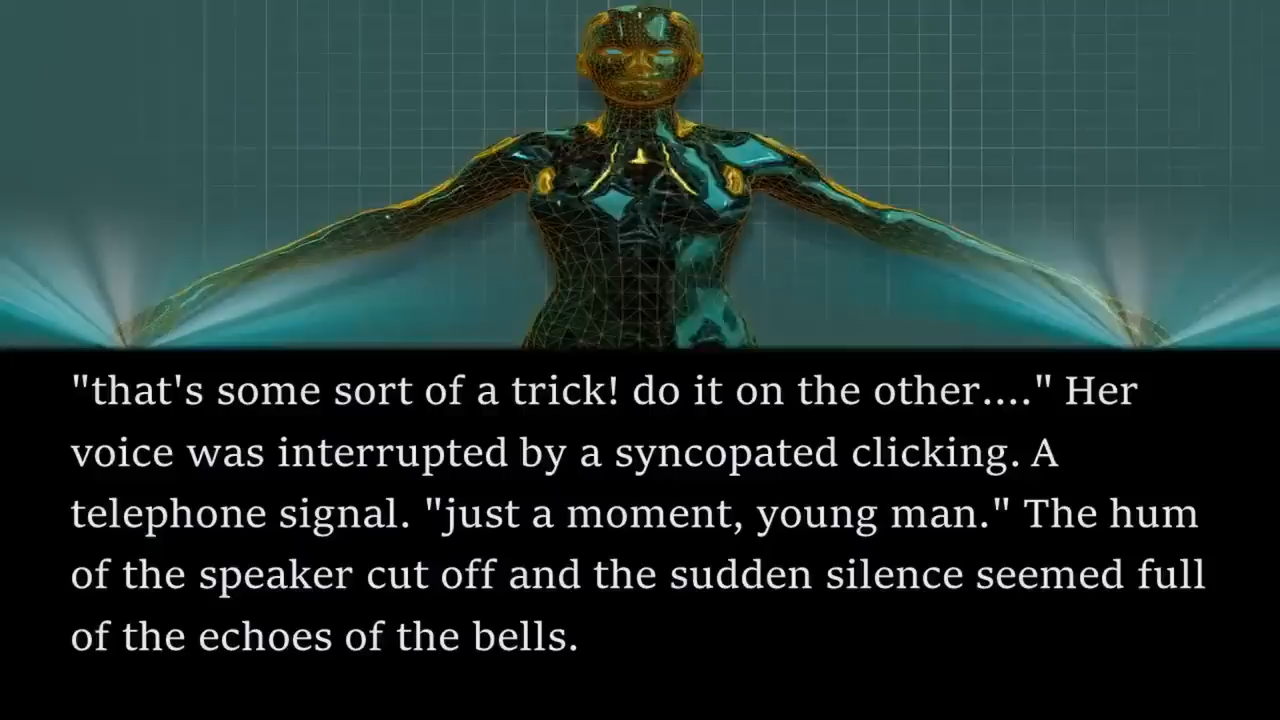 "that's some sort of a trick! do it on the other...." Her
voice was interrupted by a syncopated clicking. A
telephone signal. "just a moment, young man." The hum
of the speaker cut off and the sudden silence seemed full
of the echoes of the bells.